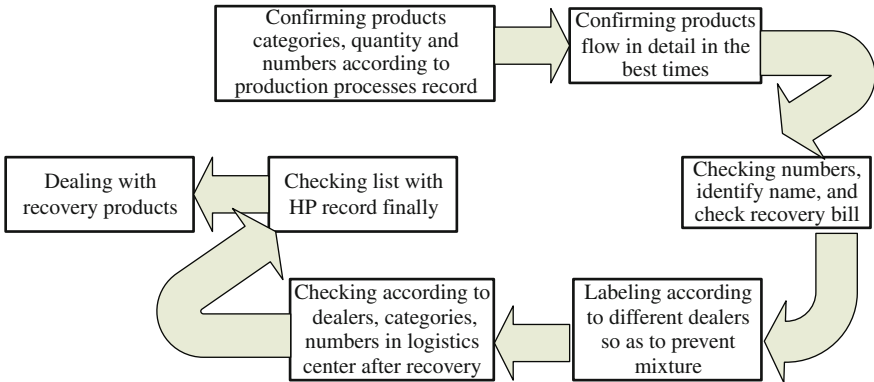 Confirming products
categories, quantity and
numbers according to
production processes record
Confirming products
flow in detail in the
best times
Checking numbers,
identify name, and
check recovery bill
Labeling according
to different dealers
so as to prevent
mixture
Checking according to
dealers, categories,
numbers in logistics
center after recovery
Checking list with
HP record finally
Dealing with
recovery products